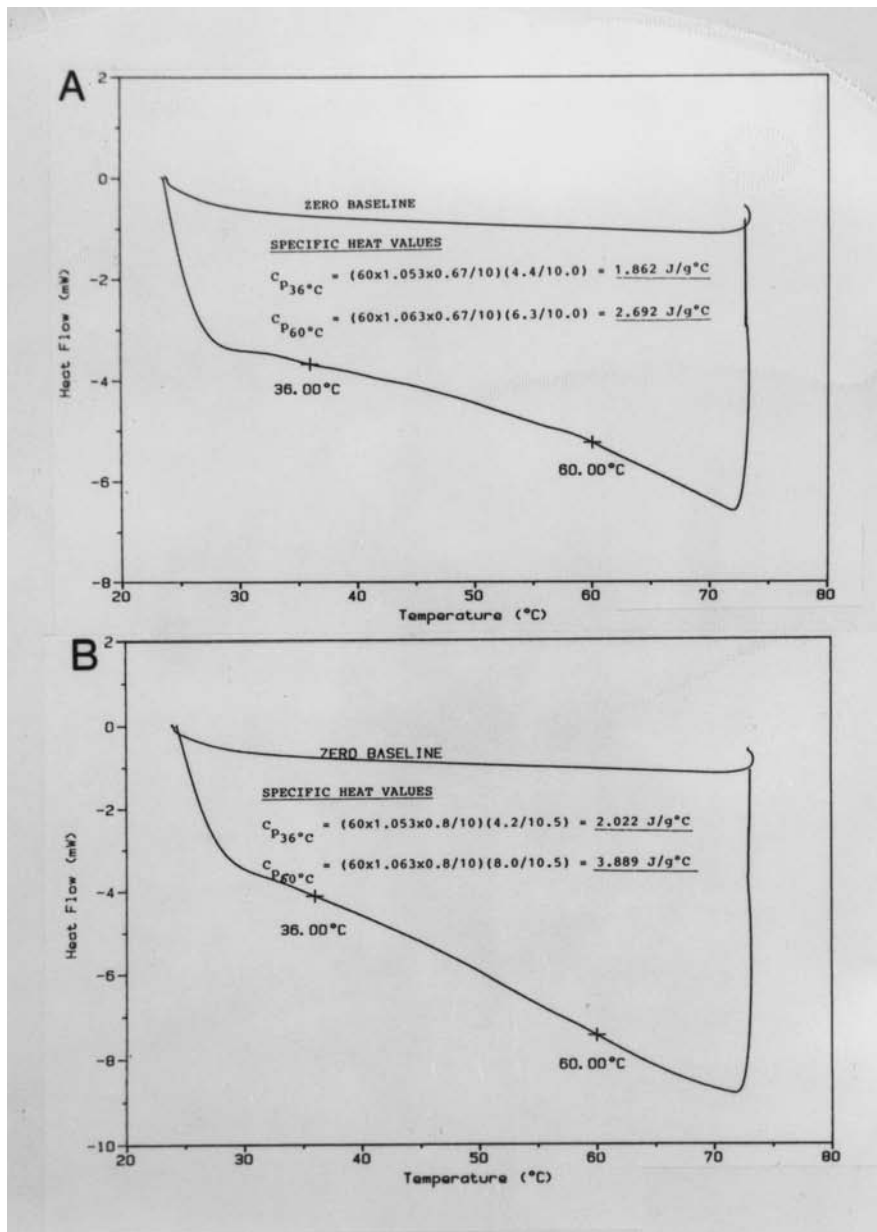 A
2
0
-2
-4
-6
-8
Heat Flow (mW)
ZERO BASELINE
SPECIFIC HEAT VALUES
CP36°C = (60x1.053x0.67/10)(4.4/10.0) = 1.862 J/g°C
CP60°C = (60x1.063x0.67/10)(6.3/10.0) = 2.692 J/g°C
36.00°C
60.00°C
20 30 40 50 60 70 80
Temperature (°C)
B
2
0
-2
-4
-6
-8
-10
Heat Flow (mW)
ZERO BASELINE
SPECIFIC HEAT VALUES
CP36°C = (60x1.053x0.8/10)(4.2/10.5) = 2.022 J/g°C
CP60°C = (60x1.063x0.8/10)(8.0/10.5) = 3.889 J/g°C
36.00°C
60.00°C
20 30 40 50 60 70 80
Temperature (°C)